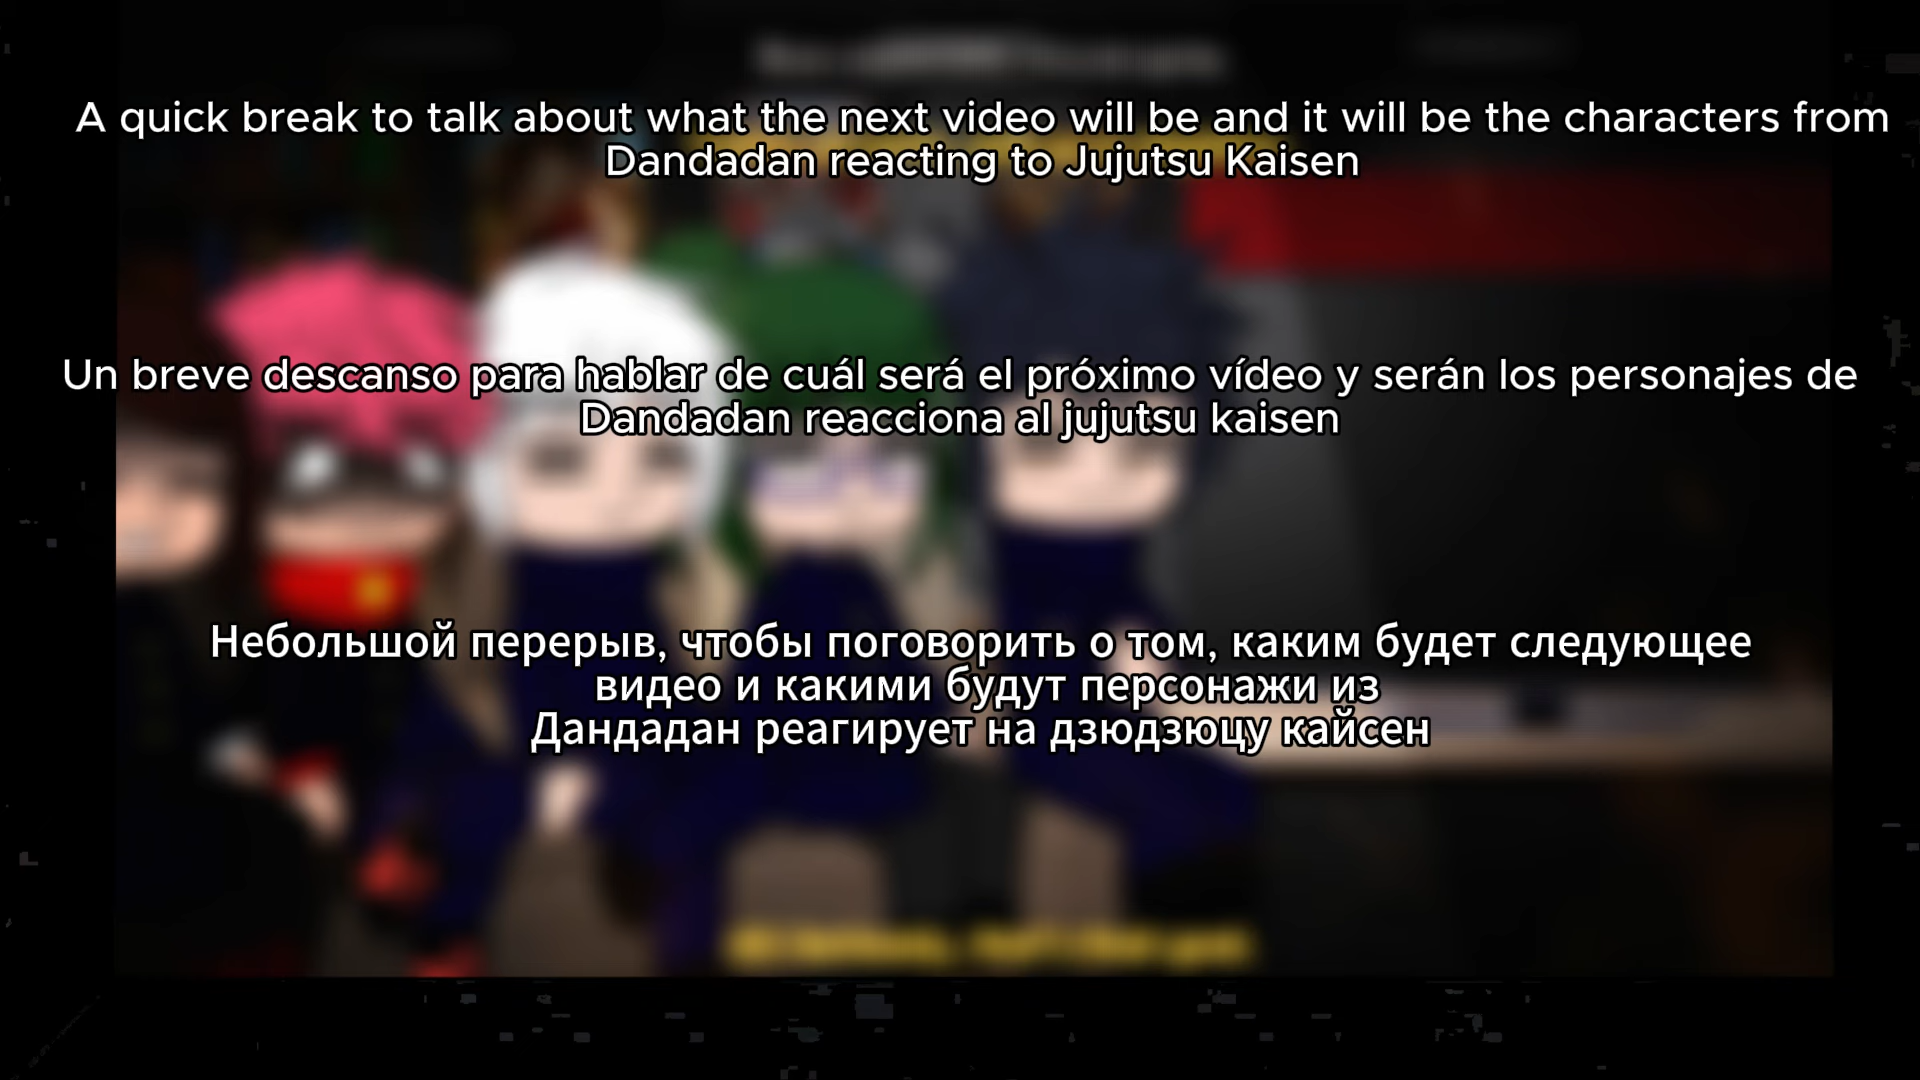 A quick break to talk about what the next video will be and it will be the characters from
Dandadan reacting to Jujutsu Kaisen
Un breve descanso para hablar de cuál será el próximo vídeo y serán los personajes de
Dandadan reacciona al jujutsu kaisen
Небольшой перерыв, чтобы поговорить о том, каким будет следующее
видео и какими будут персонажи из
Дандадан реагирует на дзюдзюцу кайсен